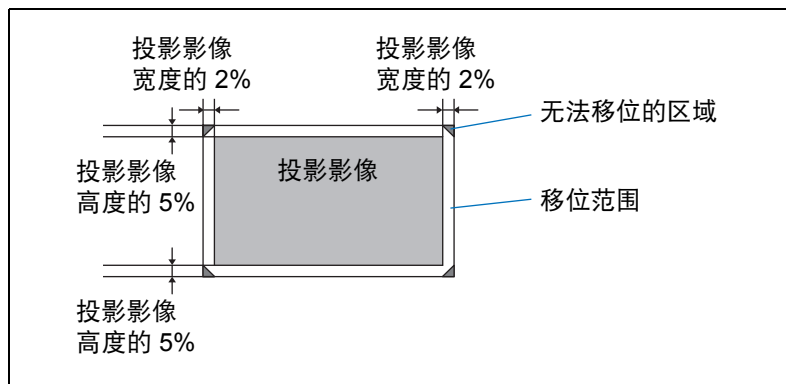 投影影像
宽度的 2%
投影影像
宽度的 2%
无法移位的区域
投影影像
高度的 5%
投影影像
移位范围
投影影像
高度的 5%